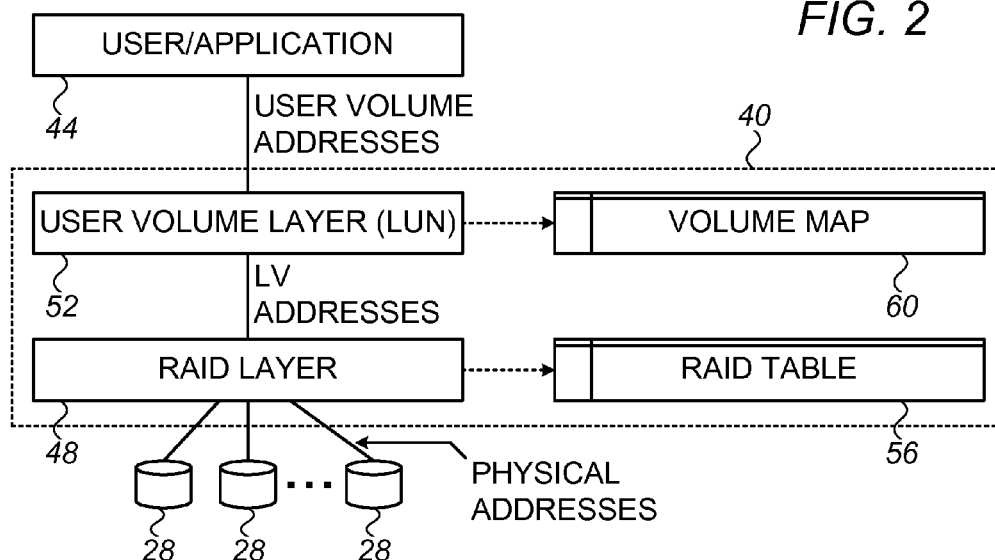 FIG. 2
USER/APPLICATION
44
USER VOLUME
ADDRESSES
40
USER VOLUME LAYER (LUN)
VOLUME MAP
52
LV
ADDRESSES
60
RAID LAYER
RAID TABLE
48
56
PHYSICAL
ADDRESSES
28
28
28